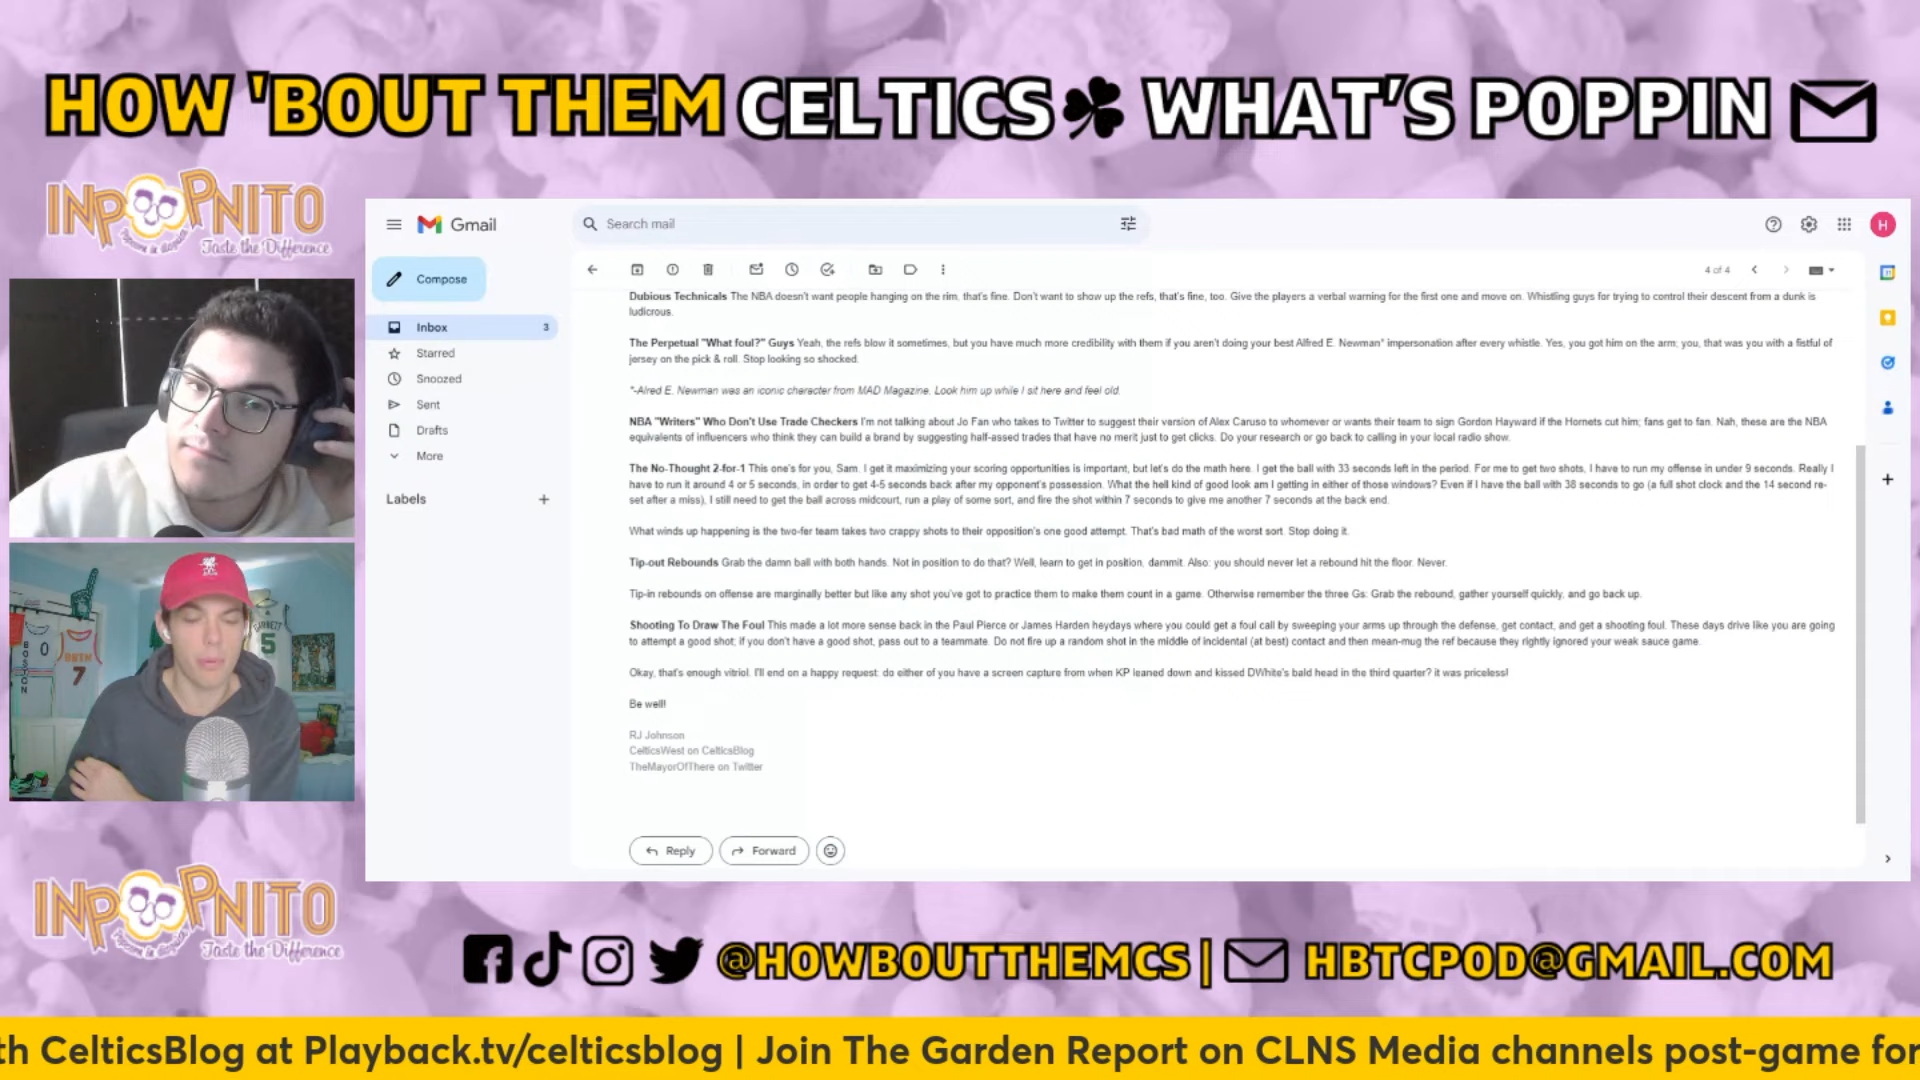 HOW 'BOUT THEM CELTICS WHAT'S POPPIN
INPOPNITO
Taste the Difference
Gmail
Search mail
H
Compose
4 of 4
Inbox 3
Starred
Snoozed
Sent
Drafts
More
Labels
Dubious Technicals The NBA doesn't want people hanging on the rim, that's fine. Don't want to show up the refs, that's fine, too. Give the players a verbal warning for the first one and move on. Whistling guys for trying to control their descent from a dunk is
ludicrous.
The Perpetual "What foul?" Guys Yeah, the refs blow it sometimes, but you have much more credibility with them if you aren't doing your best Alfred E. Newman* impersonation after every whistle. Yes, you got him on the arm; you, that was you with a fistful of
jersey on the pick & roll. Stop looking so shocked.
*-Alred E. Newman was an iconic character from MAD Magazine. Look him up while I sit here and feel old.
NBA "Writers" Who Don't Use Trade Checkers I'm not talking about Jo Fan who takes to Twitter to suggest their version of Alex Caruso to whomever or wants their team to sign Gordon Hayward if the Hornets cut him; fans get to fan. Nah, these are the NBA
equivalents of influencers who think they can build a brand by suggesting half-assed trades that have no merit just to get clicks. Do your research or go back to calling in your local radio show.
The No-Thought 2-for-1 This one's for you, Sam. I get it maximizing your scoring opportunities is important, but let's do the math here. I get the ball with 33 seconds left in the period. For me to get two shots, I have to run my offense in under 9 seconds. Really I
have to run it around 4 or 5 seconds, in order to get 4-5 seconds back after my opponent's possession. What the hell kind of good look am I getting in either of those windows? Even if I have the ball with 38 seconds to go (a full shot clock and the 14 second re-
set after a miss), I still need to get the ball across midcourt, run a play of some sort, and fire the shot within 7 seconds to give me another 7 seconds at the back end.
What winds up happening is the two-fer team takes two crappy shots to their opposition's one good attempt. That's bad math of the worst sort. Stop doing it.
Tip-out Rebounds Grab the damn ball with both hands. Not in position to do that? Well, learn to get in position, dammit. Also: you should never let a rebound hit the floor. Never.
Tip-in rebounds on offense are marginally better but like any shot you've got to practice them to make them count in a game. Otherwise remember the three Gs: Grab the rebound, gather yourself quickly, and go back up.
Shooting To Draw The Foul This made a lot more sense back in the Paul Pierce or James Harden heydays where you could get a foul call by sweeping your arms up through the defense, get contact, and get a shooting foul. These days drive like you are going
to attempt a good shot; if you don't have a good shot, pass out to a teammate. Do not fire up a random shot in the middle of incidental (at best) contact and then mean-mug the ref because they rightly ignored your weak sauce game.
Okay, that's enough vitriol. I'll end on a happy request: do either of you have a screen capture from when KP leaned down and kissed DWhite's bald head in the third quarter? it was priceless!
Be well!
RJ Johnson
CelticsWest on CelticsBlog
TheMayorOfThere on Twitter
Reply
Forward
BOSTON
0
7
GARNETT
5
INPOPNITO
Taste the Difference
@HOWBOUTTHEMCS | HBTCPOD@GMAIL.COM
th CelticsBlog at Playback.tv/celticsblog | Join The Garden Report on CLNS Media channels post-game for